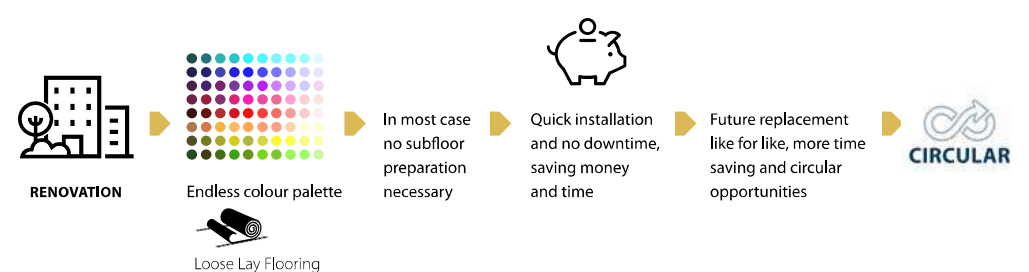 RENOVATION
Endless colour palette
Loose Lay Flooring
In most case
no subfloor
preparation
necessary
Quick installation
and no downtime,
saving money
and time
Future replacement
like for like, more time
saving and circular
opportunities
CIRCULAR